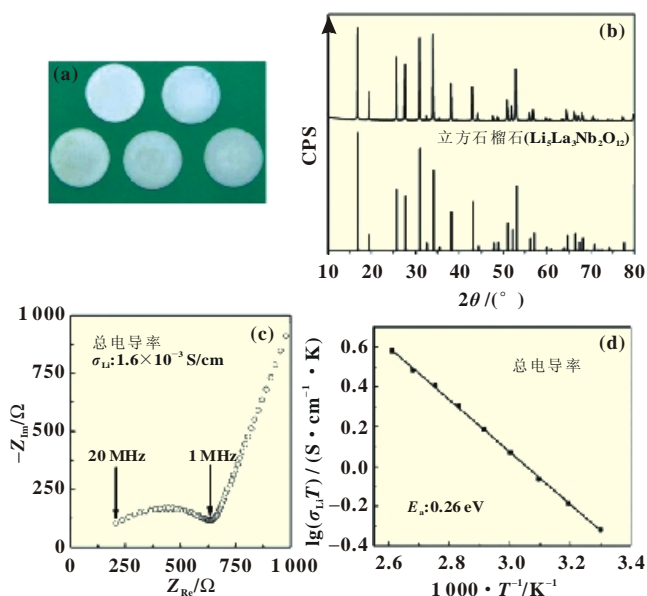 (a)
(b)
CPS
立方石榴石(Li₅La₃Nb₂O₁₂)
10 20 30 40 50 60 70 80
2θ/(°)
(c)
总电导率
σLi:1.6×10⁻³ S/cm
20 MHz
1 MHz
−ZIm/Ω
1 000
750
500
250
0
0 250 500 750 1 000
ZRe/Ω
(d)
总电导率
Ea:0.26 eV
lg(σLiT)/(S·cm⁻¹·K)
0.6
0.4
0.2
0.0
−0.2
−0.4
2.6 2.8 3.0 3.2 3.4
1 000·T⁻¹/K⁻¹